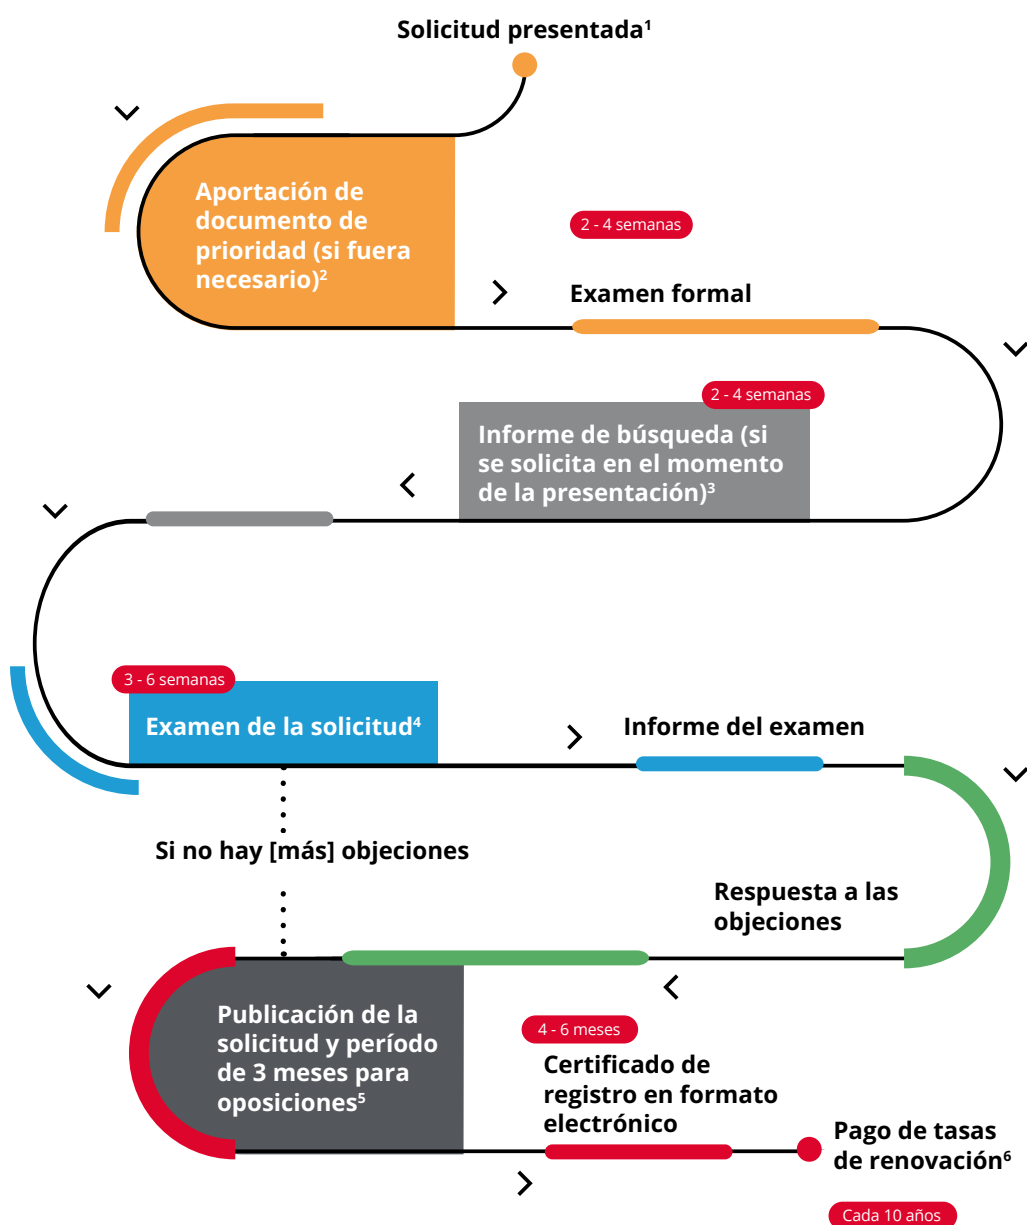 Solicitud presentada¹
Aportación de
documento de
prioridad (si fuera
necesario)²
2 - 4 semanas
Examen formal
2 - 4 semanas
Informe de búsqueda (si
se solicita en el momento
de la presentación)³
3 - 6 semanas
Examen de la solicitud⁴
Informe del examen
Si no hay [más] objeciones
Respuesta a las
objeciones
Publicación de la
solicitud y período
de 3 meses para
oposiciones⁵
4 - 6 meses
Certificado de
registro en formato
electrónico
Pago de tasas
de renovación⁶
Cada 10 años